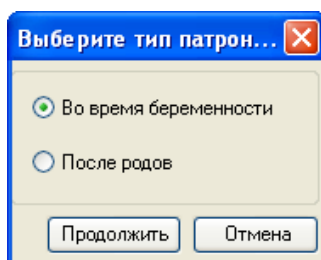 Выберите тип патрон...
Во время беременности
После родов
Продолжить Отмена